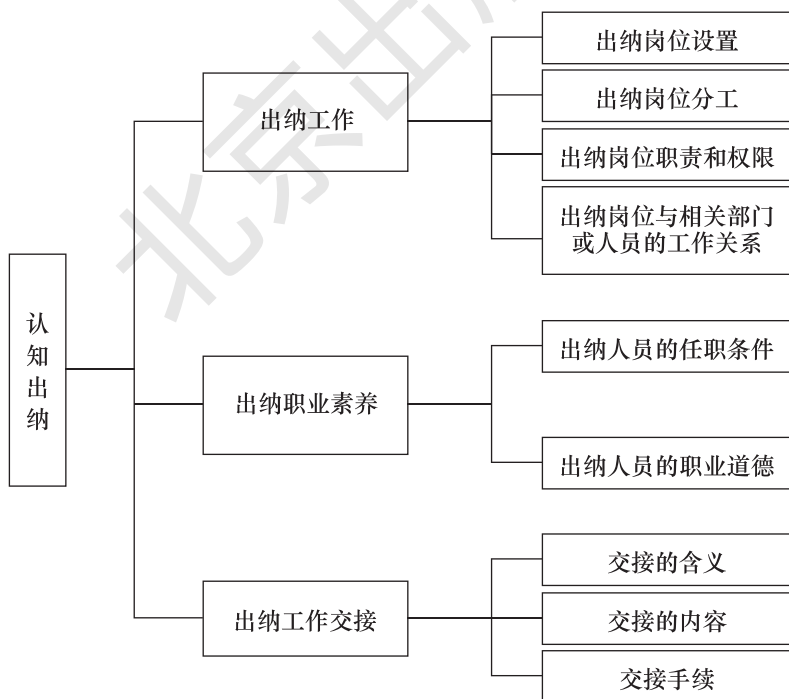 认知出纳
出纳工作
出纳岗位设置
出纳岗位分工
出纳岗位职责和权限
出纳岗位与相关部门
或人员的工作关系
出纳职业素养
出纳人员的任职条件
出纳人员的职业道德
出纳工作交接
交接的含义
交接的内容
交接手续
北京出